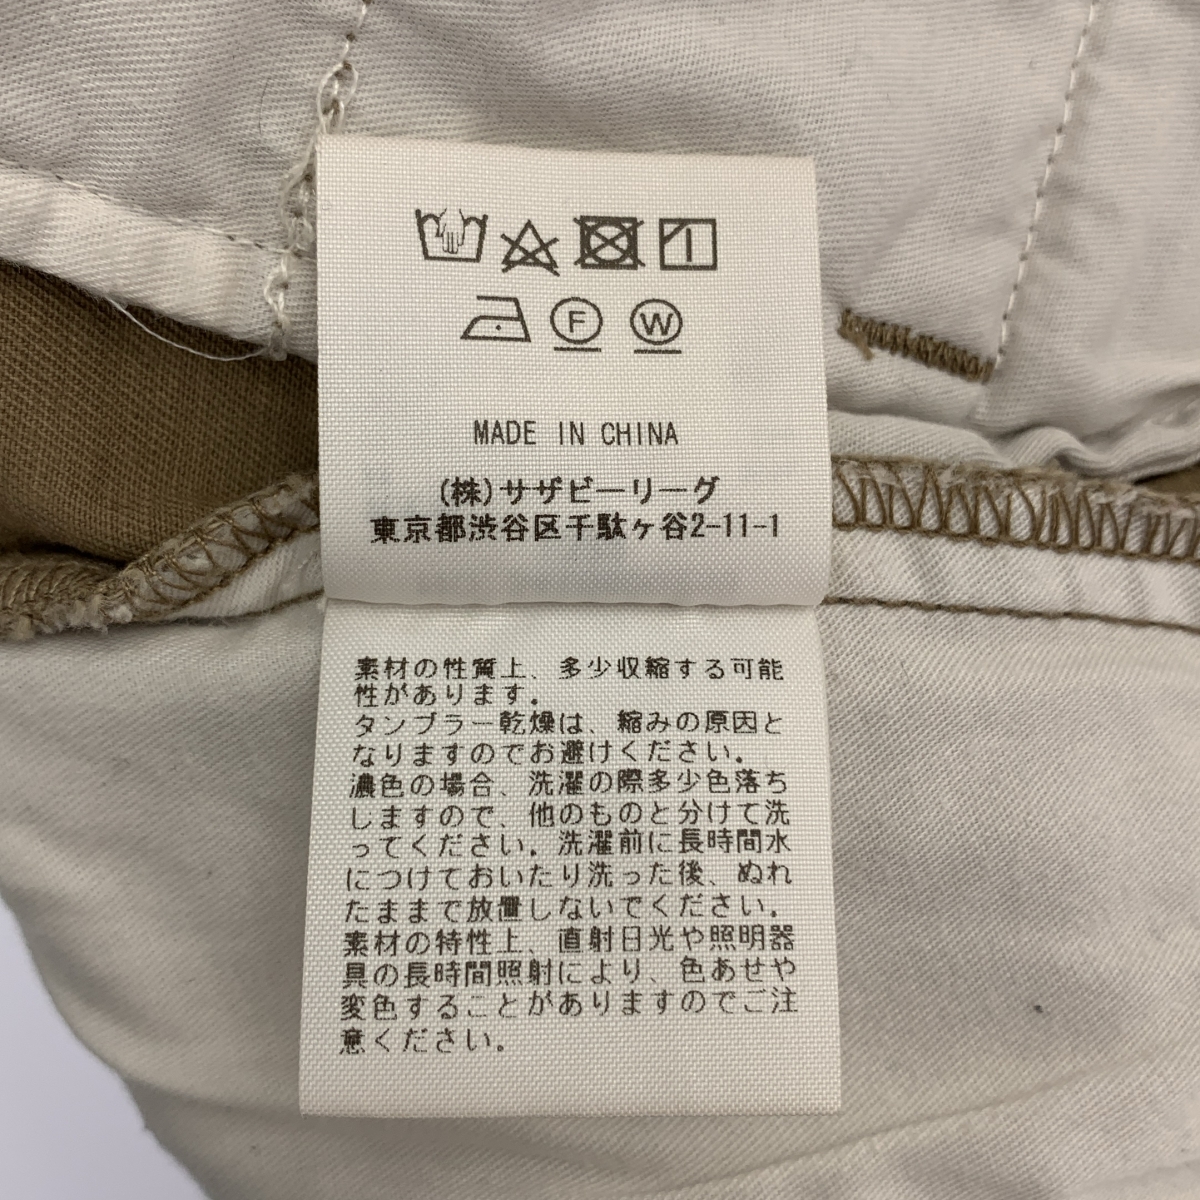 F W
MADE IN CHINA
(株)サザビーリーグ
東京都渋谷区千駄ヶ谷2-11-1
素材の性質上、多少収縮する可能
性があります。
タンブラー乾燥は、縮みの原因と
なりますのでお避けください。
濃色の場合、洗濯の際多少色落ち
しますので、他のものと分けて洗
ってください。洗濯前に長時間水
につけておいたり洗った後、ぬれ
たままで放置しないでください。
素材の特性上、直射日光や照明器
具の長時間照射により、色あせや
変色することがありますのでご注
意ください。